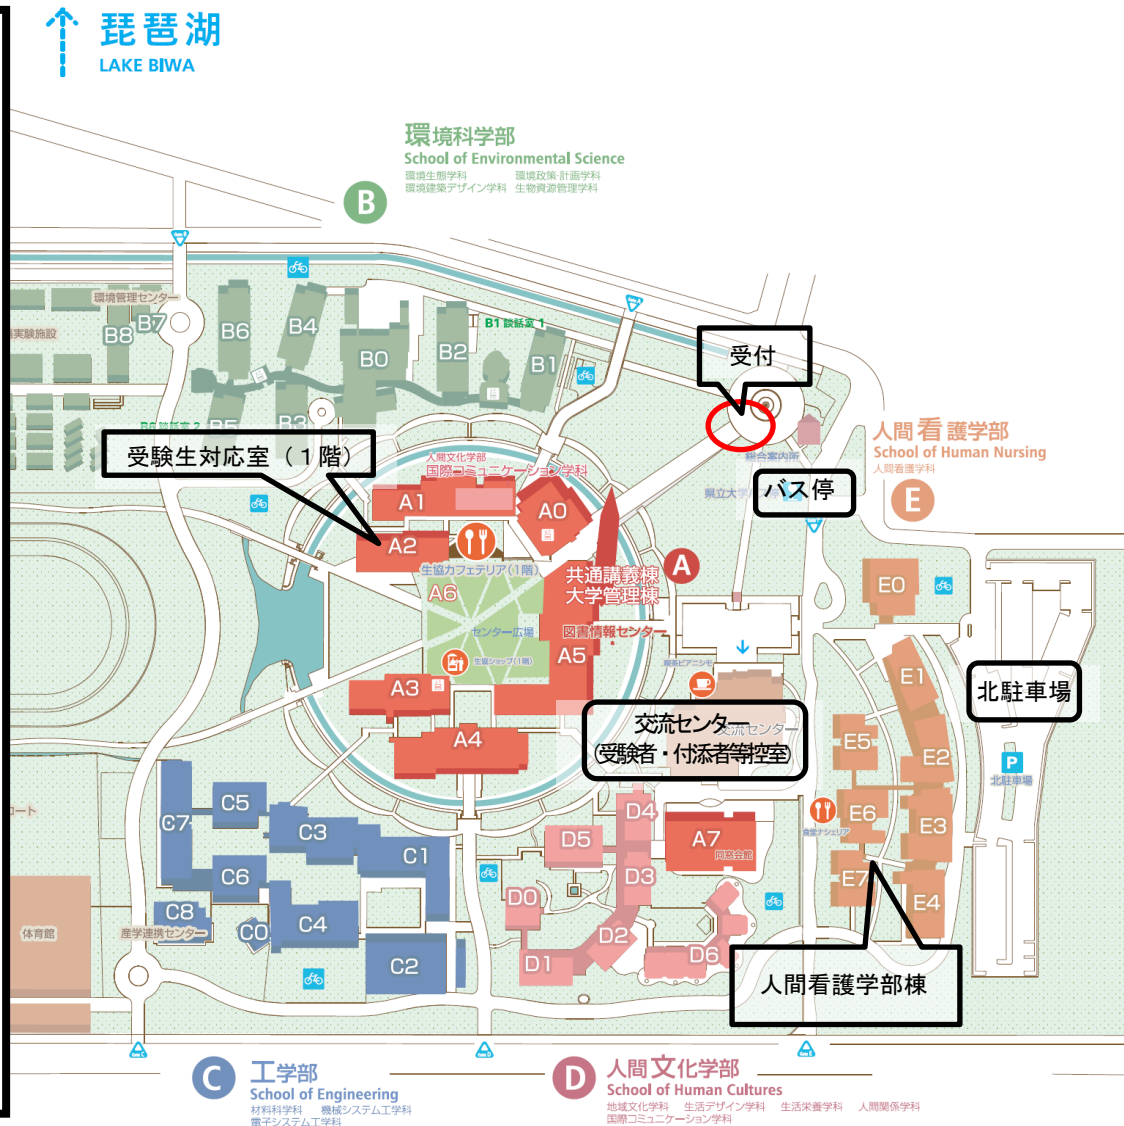 琵琶湖
LAKE BIWA
環境科学部
School of Environmental Science
環境生態学科 環境政策・計画学科
環境建築デザイン学科 生物資源管理学科
B
環境管理センター
実験施設
B8
B7
B6
B4
B0
B2
B1
B1 談話室 1
B5
B3
受付
総合案内所
バス停
人間看護学部
School of Human Nursing
人間看護学科
E
受験生対応室（1階）
人間文化学部
国際コミュニケーション学科
A1
A0
A2
生協カフェテリア(1階)
A6
共通講義棟
大学管理棟
A
センター広場
図書情報センター
生協ショップ(1階)
A5
A3
A4
交流センター
交流センター
(受験者・付添者等控室)
E0
E1
E2
E5
E6
E3
E7
E4
北駐車場
P
北駐車場
人間看護学部棟
C7
C5
C3
C1
C6
C8
C0
C4
C2
産学連携センター
体育館
コート
D4
D5
D3
D0
D2
D1
D6
A7
同窓会館
C
工学部
School of Engineering
材料科学科 機械システム工学科
電子システム工学科
D
人間文化学部
School of Human Cultures
地域文化学科 生活デザイン学科 生活栄養学科 人間関係学科
国際コミュニケーション学科